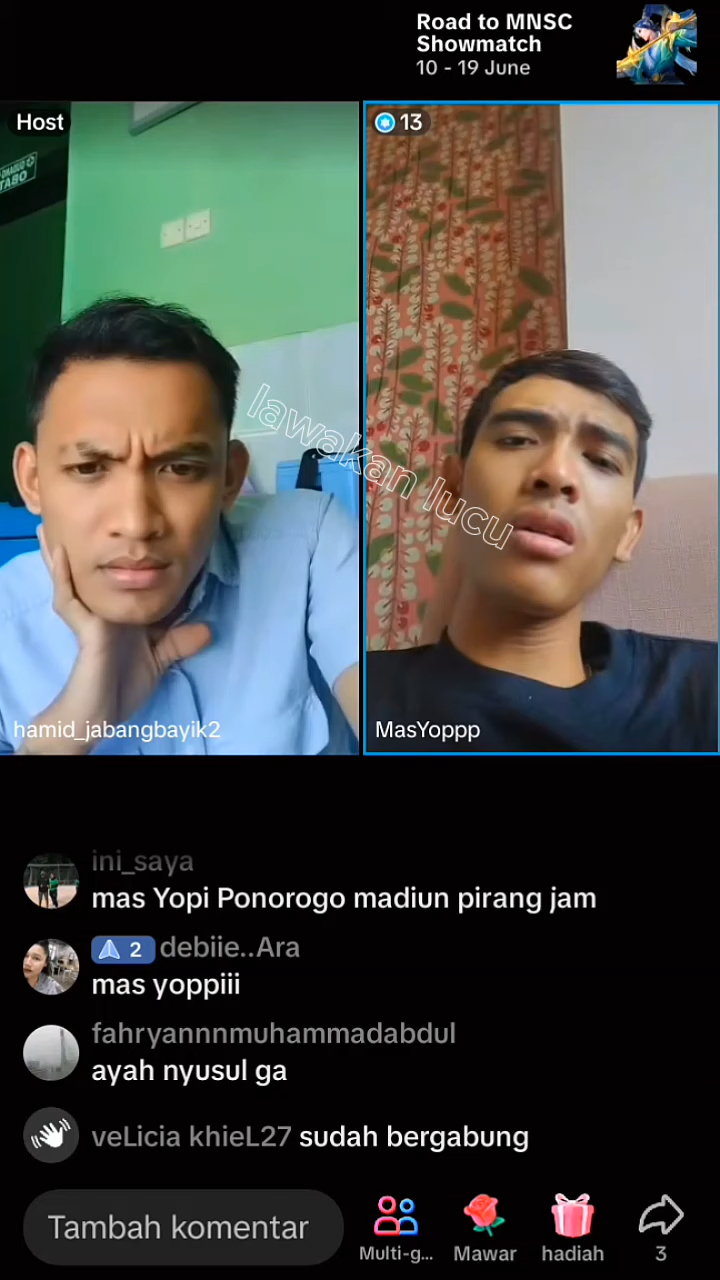 Road to MNSC
Showmatch
10 - 19 June
Host
13
OBAT
lawakan lucu
hamid_jabangbayik2
MasYoppp
ini_saya
mas Yopi Ponorogo madiun pirang jam
2 debiie..Ara
mas yoppiii
fahryannnmuhammadabdul
ayah nyusul ga
veLicia khieL27 sudah bergabung
Tambah komentar
Multi-g...
Mawar
hadiah
3